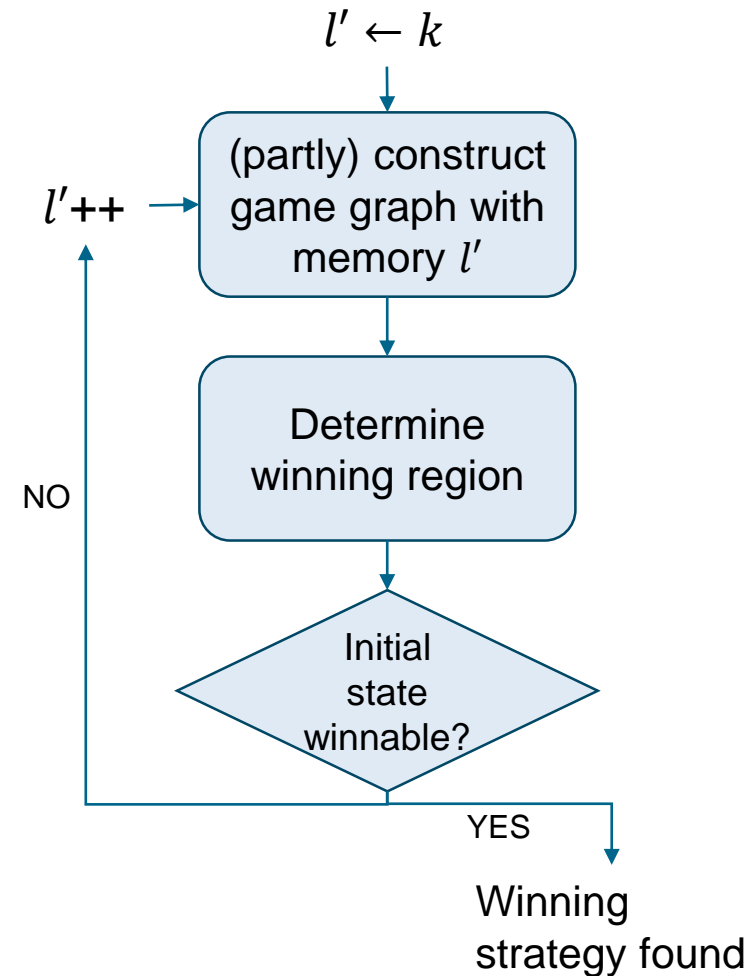 l′ ← k
(partly) construct
game graph with
memory l′
l′++
Determine
winning region
NO
Initial
state
winnable?
YES
Winning
strategy found